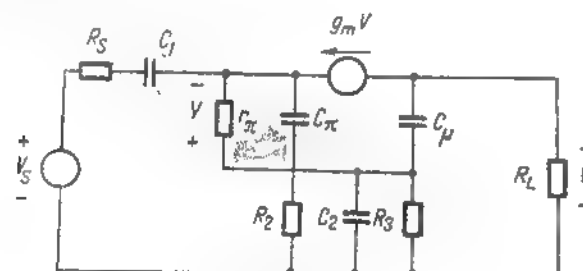 g_m V
R_S
C_1
−
V
+
r_π
C_π
C_μ
+
V_S
−
R_2
C_2
R_3
R_L
+
−